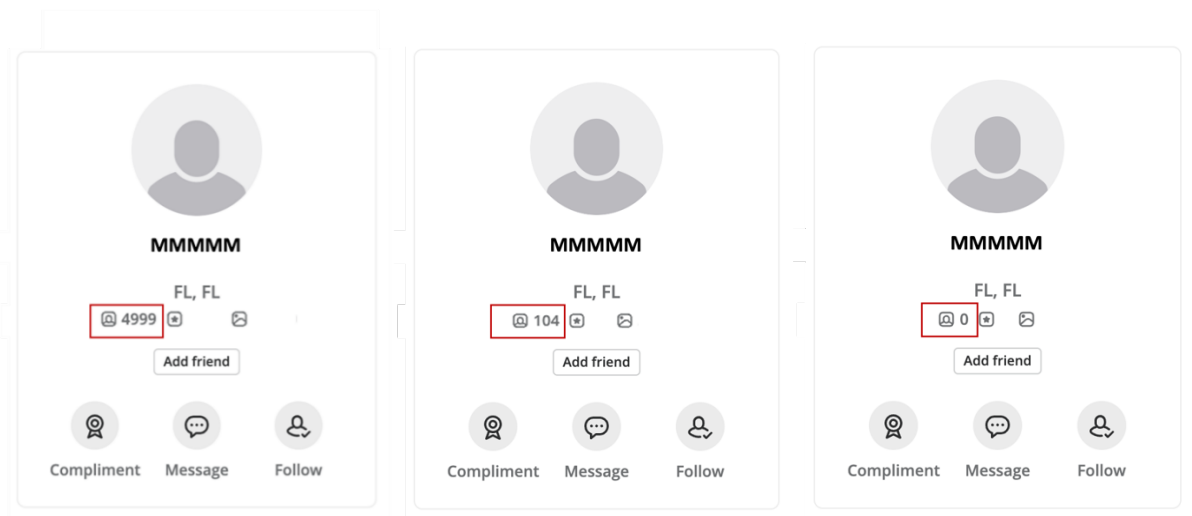 MMMMM
FL, FL
4999
Add friend
Compliment Message Follow
MMMMM
FL, FL
104
Add friend
Compliment Message Follow
MMMMM
FL, FL
0
Add friend
Compliment Message Follow